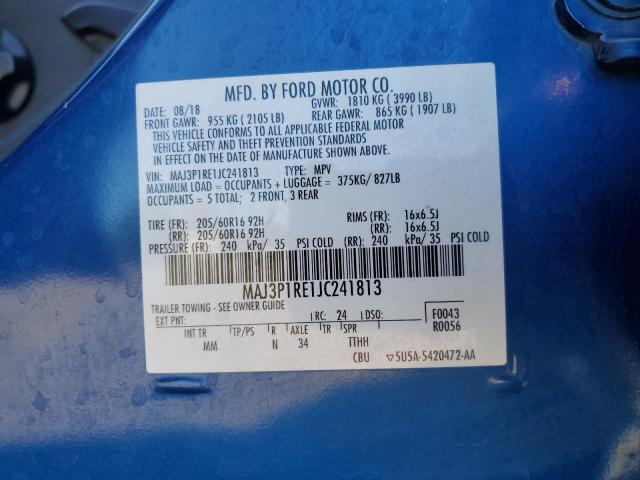 MFD. BY FORD MOTOR CO.
DATE: 08/18 GVWR: 1810 KG ( 3990 LB)
FRONT GAWR: 955 KG ( 2105 LB) REAR GAWR: 865 KG ( 1907 LB)
THIS VEHICLE CONFORMS TO ALL APPLICABLE FEDERAL MOTOR
VEHICLE SAFETY AND BUMPER STANDARDS IN
EFFECT ON THE DATE OF MANUFACTURE SHOWN ABOVE.
VIN: MAJ3P1RE1JC241813 TYPE: MPV
MAXIMUM LOAD = OCCUPANTS + LUGGAGE = 375KG/ 827LB
OCCUPANTS = 5 TOTAL; 2 FRONT, 3 REAR
TIRE (FR): 205/60R16 92H RIMS (FR): 16x6.5J
(RR): 205/60R16 92H (RR): 16x6.5J
PRESSURE (FR): 240 kPa/ 35 PSI COLD (RR): 240 kPa/ 35 PSI COLD
MAJ3P1RE1JC241813
TRAILER TOWING - SEE OWNER GUIDE
EXT PNT: RC: 24 DSO: F0043
R0056
INT TR TP/PS R AXLE TR SPR
MM N 34 TTHH
CBU ▽5U5A-5420472-AA